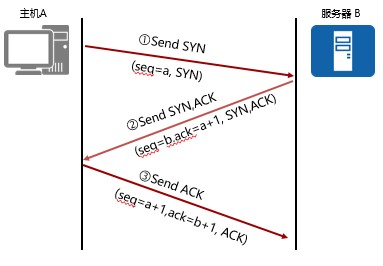 主机A
服务器 B
①Send SYN
(seq=a, SYN)
②Send SYN,ACK
(seq=b,ack=a+1, SYN,ACK)
③Send ACK
(seq=a+1,ack=b+1, ACK)